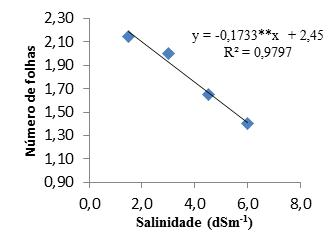 2,30
2,10
1,90
1,70
1,50
1,30
1,10
0,90
Número de folhas
y = -0,1733**x + 2,45
R² = 0,9797
0,0 2,0 4,0 6,0 8,0
Salinidade (dSm⁻¹)